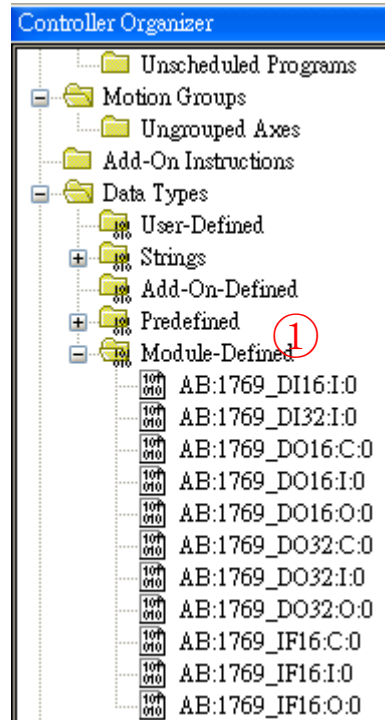 Controller Organizer
Unscheduled Programs
Motion Groups
Ungrouped Axes
Add-On Instructions
Data Types
User-Defined
Strings
Add-On-Defined
Predefined
①
Module-Defined
AB:1769_DI16:I:0
AB:1769_DI32:I:0
AB:1769_DO16:C:0
AB:1769_DO16:I:0
AB:1769_DO16:O:0
AB:1769_DO32:C:0
AB:1769_DO32:I:0
AB:1769_DO32:O:0
AB:1769_IF16:C:0
AB:1769_IF16:I:0
AB:1769_IF16:O:0